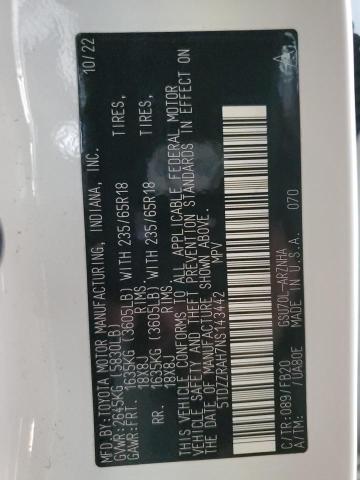 MFD.BY:TOYOTA MOTOR MANUFACTURING, INDIANA, INC. 10/22
GVWR:2645KG (5830LB)
GAWR:FRT. 1635KG (3605LB) WITH 235/65R18 TIRES,
18X8J RIMS
RR. 1635KG (3605LB) WITH 235/65R18 TIRES,
18X8J RIMS
THIS VEHICLE CONFORMS TO ALL APPLICABLE FEDERAL MOTOR
VEHICLE SAFETY AND THEFT PREVENTION STANDARDS IN EFFECT ON
THE DATE OF MANUFACTURE SHOWN ABOVE.
MPV
C/TR:089/FB20 GSU70L-ARZNHA 070
A/TM: /UA80E MADE IN U.S.A. A